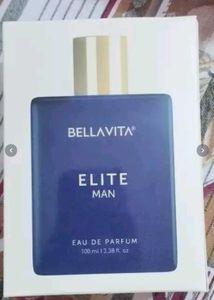 BELLAVITA®
ELITE
MAN
EAU DE PARFUM
100 ml | 3.38 fl. oz